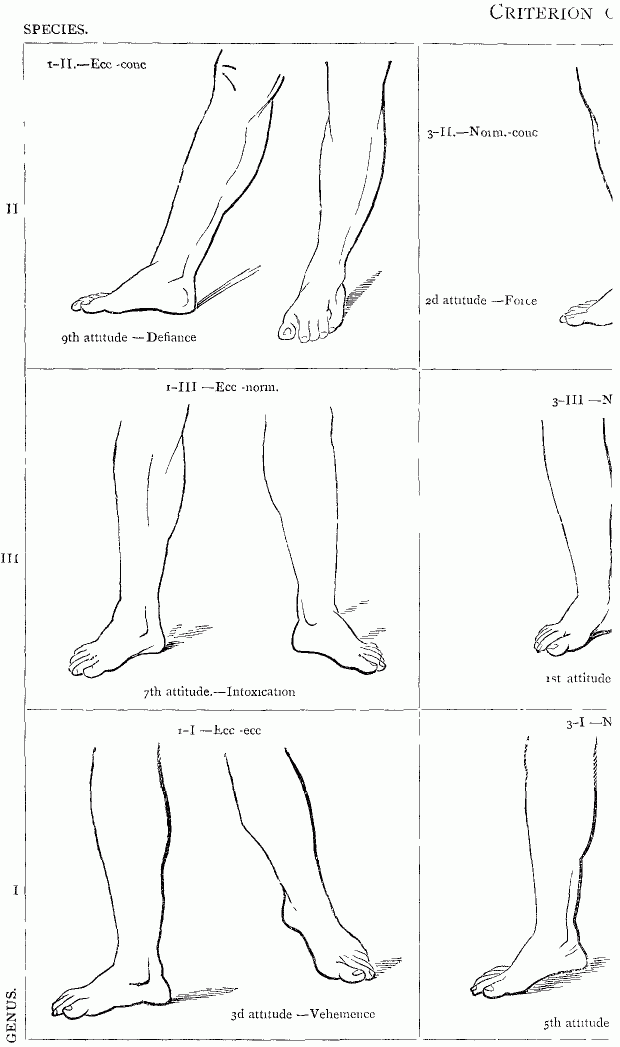 CRITERION
SPECIES.
1-II.—Ecc -conc
3-II.—Norm.-conc
II
2d attitude —Force
9th attitude —Defiance
1-III —Ecc -norm.
3-III —N
III
1st attitude
7th attitude.—Intoxication
1-I —Ecc -ecc
3-I —N
I
3d attitude —Vehemence
5th attitude
GENUS.